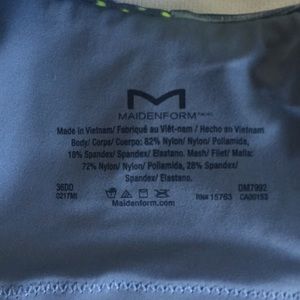 M
MAIDENFORM
Made in Vietnam/ Fabriqué au Viêt-nam / Hecho en Vietnam
Body/ Corps/ Cuerpo: 82% Nylon/ Nylon/ Poliamida,
18% Spandex/ Spandex/ Elastano. Mesh/ Filet/ Malla:
72% Nylon/ Nylon/ Poliamida, 28% Spandex/
Spandex/ Elastano.
36DD DM7992
0217MI RN# 15763 CA00153
Maidenform.com